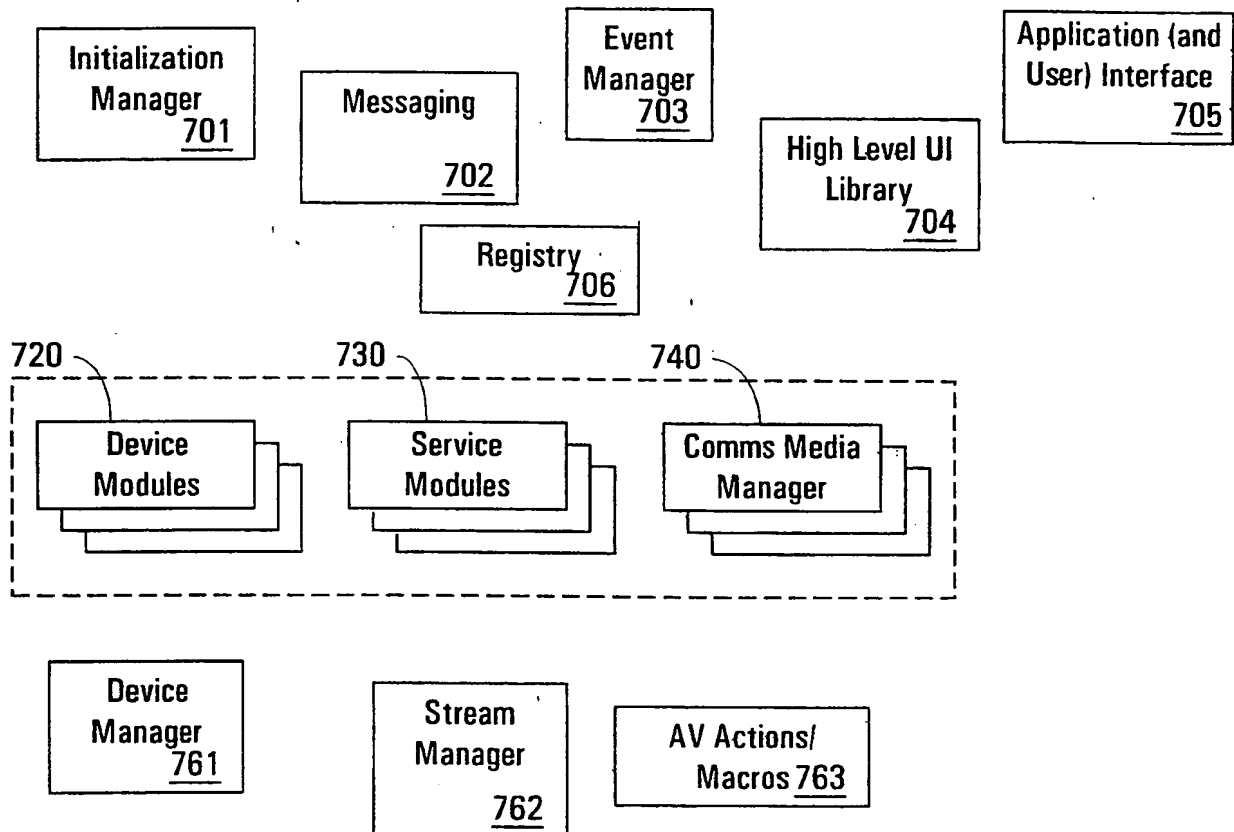 Initialization
Manager
701
Messaging
702
Event
Manager
703
High Level UI
Library
704
Application (and
User) Interface
705
Registry
706
720
730
740
Device
Modules
Service
Modules
Comms Media
Manager
Device
Manager
761
Stream
Manager
762
AV Actions/
Macros 763